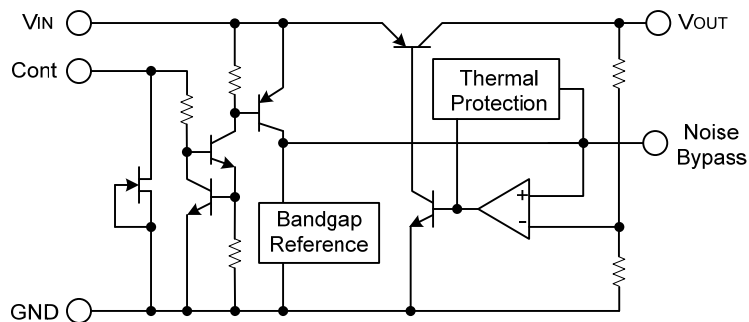 VIN
VOUT
Cont
Thermal
Protection
Noise
Bypass
+
-
Bandgap
Reference
GND